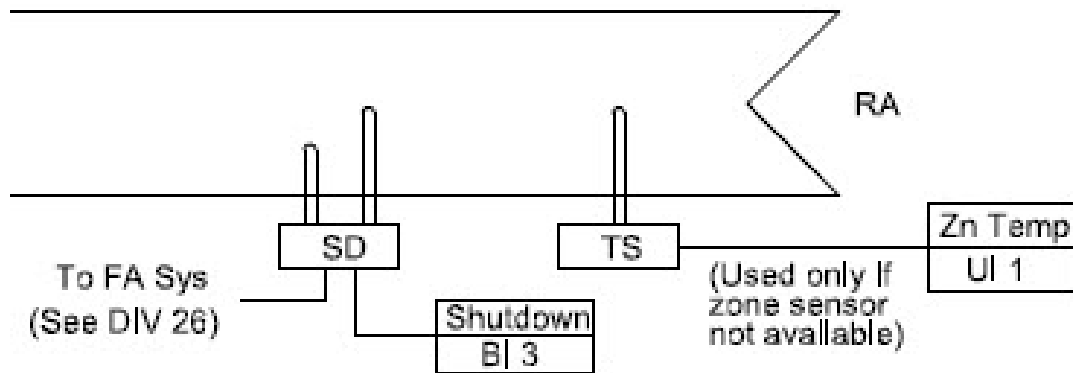 RA
SD
TS
Zn Temp
UI 1
To FA Sys
(See DIV 26)
(Used only If
zone sensor
not available)
Shutdown
BI 3